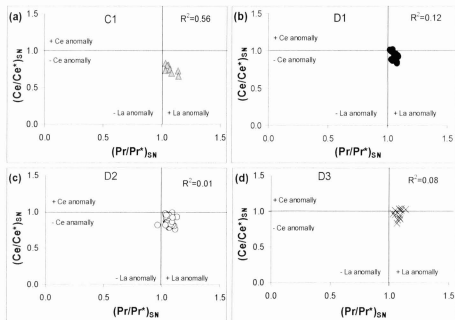 (a) C1 R²=0.56
+ Ce anomaly
- Ce anomaly
- La anomaly + La anomaly
(Ce/Ce*)SN
1.5
1.0
0.5
0.0
0.0 0.5 1.0 1.5
(Pr/Pr*)SN
(b) D1 R²=0.12
+ Ce anomaly
- Ce anomaly
- La anomaly + La anomaly
(Ce/Ce*)SN
1.5
1.0
0.5
0.0
0.0 0.5 1.0 1.5
(Pr/Pr*)SN
(c) D2 R²=0.01
+ Ce anomaly
- Ce anomaly
- La anomaly + La anomaly
(Ce/Ce*)SN
1.5
1.0
0.5
0.0
0.0 0.5 1.0 1.5
(Pr/Pr*)SN
(d) D3 R²=0.08
+ Ce anomaly
- Ce anomaly
- La anomaly + La anomaly
(Ce/Ce*)SN
1.5
1.0
0.5
0.0
0.0 0.5 1.0 1.5
(Pr/Pr*)SN